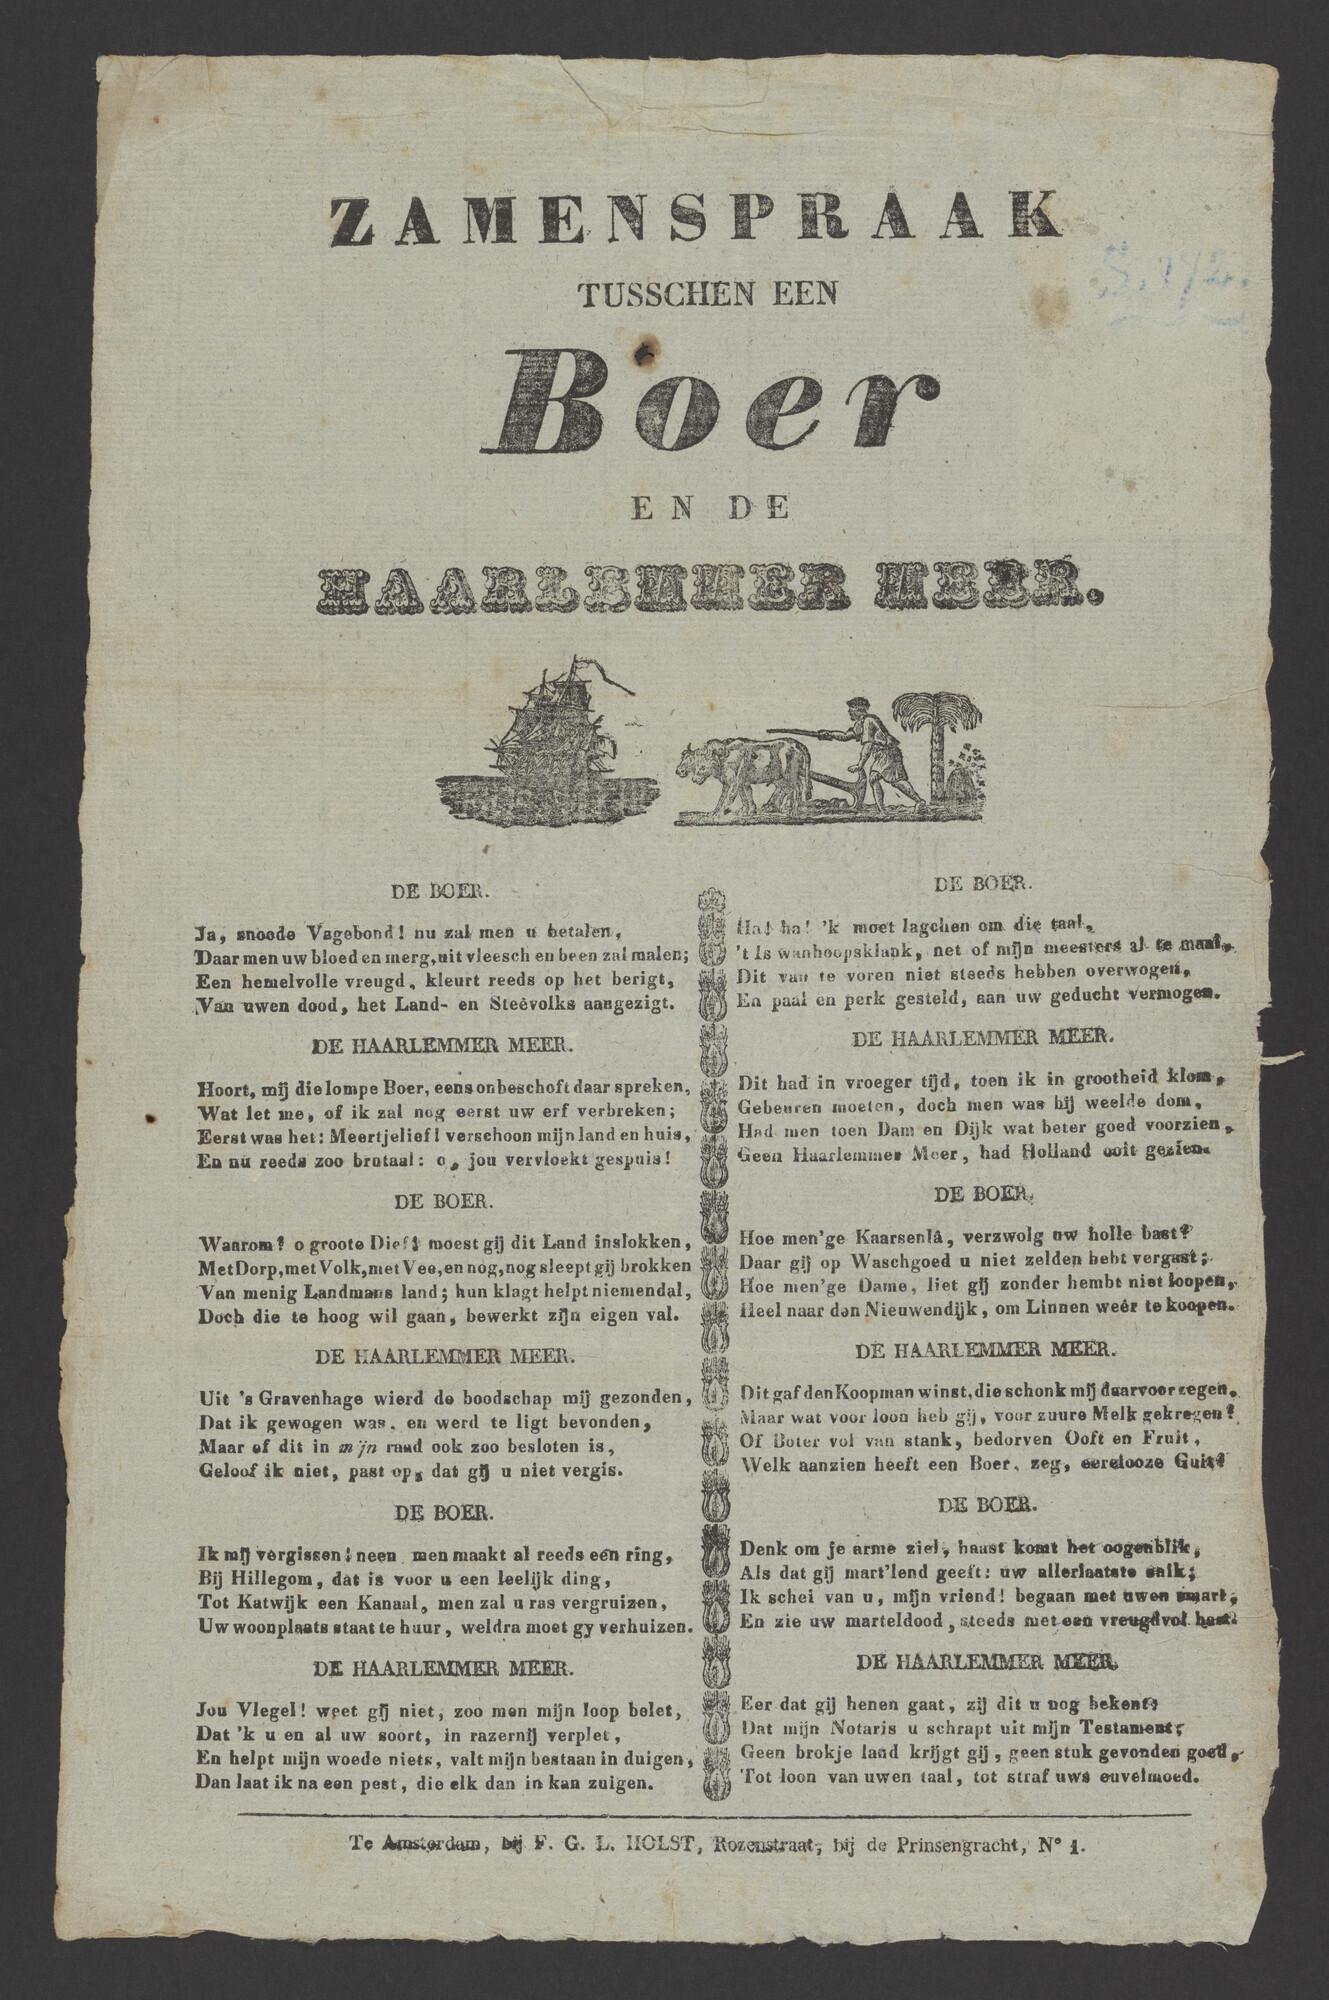 ZAMENSPRAAK
TUSSCHEN EEN
Boer
EN DE
HAARLEMMER MEER.
DE BOER.
Ja, snoode Vagebond! nu zal men u betalen,
Daar men uw bloed en merg, uit vleesch en been zal malen;
Een hemelvolle vreugd, kleurt reeds op het berigt,
Van uwen dood, het Land- en Steêvolks aangezigt.
DE HAARLEMMER MEER.
Hoort, mij die lompe Boer, eens onbeschoft daar spreken,
Wat let me, of ik zal nog eerst uw erf verbreken;
Eerst was het: Meertjelief! verschoon mijn land en huis,
En nu reeds zoo brutaal: o, jou vervloekt gespuis!
DE BOER.
Waarom? o groote Dief! moest gij dit Land inslokken,
Met Dorp, met Volk, met Vee, en nog, nog sleept gij brokken
Van menig Landmans land; hun klagt helpt niemendal,
Doch die te hoog wil gaan, bewerkt zijn eigen val.
DE HAARLEMMER MEER.
Uit 's Gravenhage wierd de boodschap mij gezonden,
Dat ik gewogen was, en werd te ligt bevonden,
Maar of dit in mijn raad ook zoo besloten is,
Geloof ik niet, past op, dat gij u niet vergis.
DE BOER.
Ik mij vergissen! neen men maakt al reeds een ring,
Bij Hillegom, dat is voor u een leelijk ding,
Tot Katwijk een Kanaal, men zal u ras vergruizen,
Uw woonplaats staat te huur, weldra moet gy verhuizen.
DE HAARLEMMER MEER.
Jou Vlegel! weet gij niet, zoo men mijn loop belet,
Dat 'k u en al uw soort, in razernij verplet,
En helpt mijn woede niets, valt mijn bestaan in duigen,
Dan laat ik na een pest, die elk dan in kan zuigen.
DE BOER.
Ha! ha! 'k moet lagchen om die taal,
't Is wanhoopsklank, net of mijn meesters al te maal,
Dit van te voren niet steeds hebben overwogen,
En paal en perk gesteld, aan uw geducht vermogen.
DE HAARLEMMER MEER.
Dit had in vroeger tijd, toen ik in grootheid klom,
Gebeuren moeten, doch men was bij weelde dom,
Had men toen Dam en Dijk wat beter goed voorzien,
Geen Haarlemmer Meer, had Holland ooit gezien.
DE BOER.
Hoe men'ge Kaarsenlâ, verzwolg uw holle bast?
Daar gij op Waschgoed u niet zelden hebt vergast;
Hoe men'ge Dame, liet gij zonder hembt niet loopen,
Heel naar den Nieuwendijk, om Linnen weêr te koopen.
DE HAARLEMMER MEER.
Dit gaf den Koopman winst, die schonk mij daarvoor zegen,
Maar wat voor loon heb gij, voor zuure Melk gekregen?
Of Boter vol van stank, bedorven Ooft en Fruit,
Welk aanzien heeft een Boer, zeg, eerelooze Guit?
DE BOER.
Denk om je arme ziel, haast komt het oogenblik,
Als dat gij mart'lend geeft: uw allerlaatste snik;
Ik schei van u, mijn vriend! begaan met uwen smart,
En zie uw marteldood, steeds met een vreugdvol hart.
DE HAARLEMMER MEER.
Eer dat gij henen gaat, zij dit u nog bekent;
Dat mijn Notaris u schrapt uit mijn Testament;
Geen brokje land krijgt gij, geen stuk gevonden goed,
Tot loon van uwen taal, tot straf uws euvelmoed.
Te Amsterdam, bij F. G. L. HOLST, Rozenstraat, bij de Prinsengracht, N° 1.